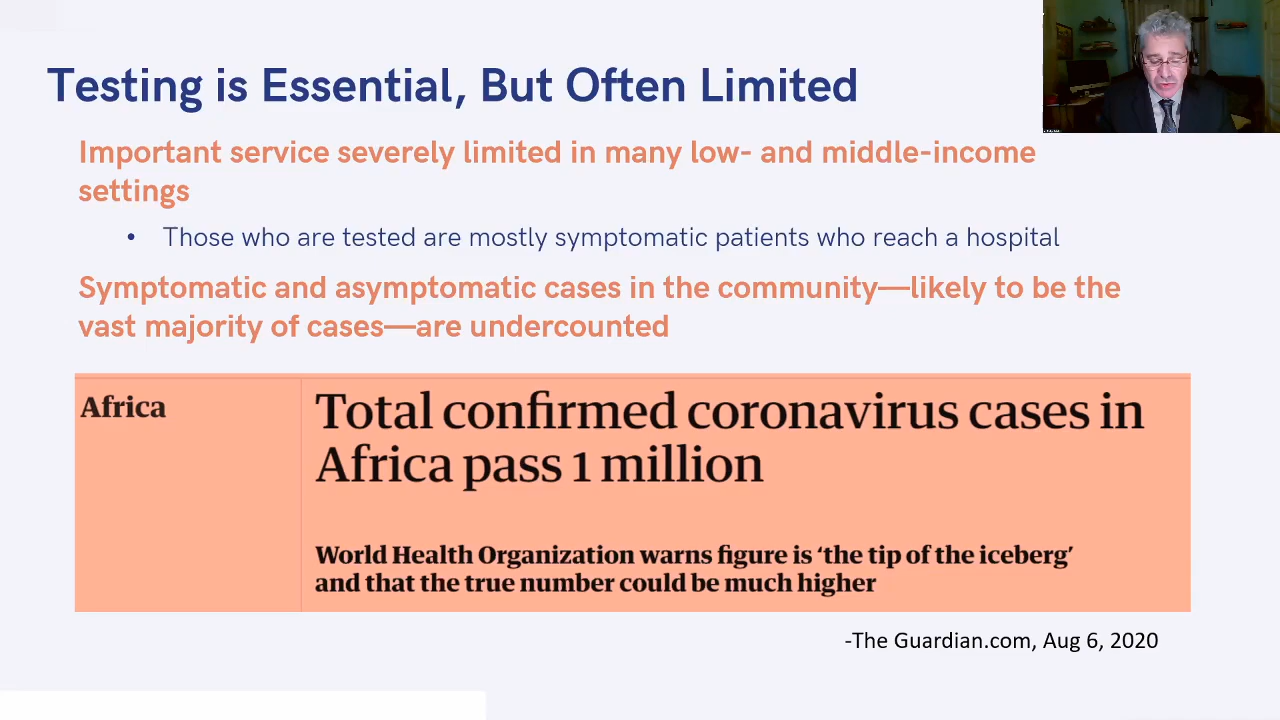 Testing is Essential, But Often Limited
Important service severely limited in many low- and middle-income
settings
• Those who are tested are mostly symptomatic patients who reach a hospital
Symptomatic and asymptomatic cases in the community—likely to be the
vast majority of cases—are undercounted
Africa
Total confirmed coronavirus cases in
Africa pass 1 million
World Health Organization warns figure is ‘the tip of the iceberg’
and that the true number could be much higher
-The Guardian.com, Aug 6, 2020